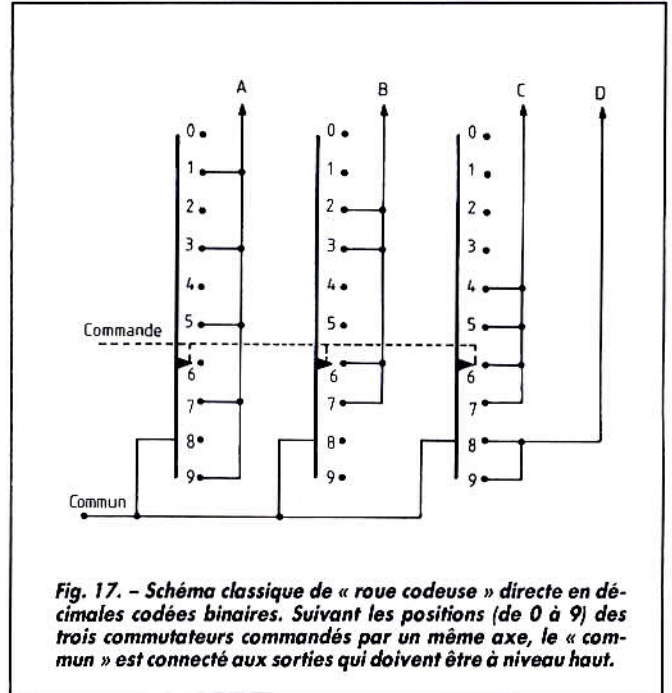 A B C D
0 0 0
1 1 1
2 2 2
3 3 3
4 4 4
5 5 5
Commande
6 6 6
7 7 7
8 8 8
9 9 9
Commun
Fig. 17. – Schéma classique de « roue codeuse » directe en dé-
cimales codées binaires. Suivant les positions (de 0 à 9) des
trois commutateurs commandés par un même axe, le « com-
mun » est connecté aux sorties qui doivent être à niveau haut.